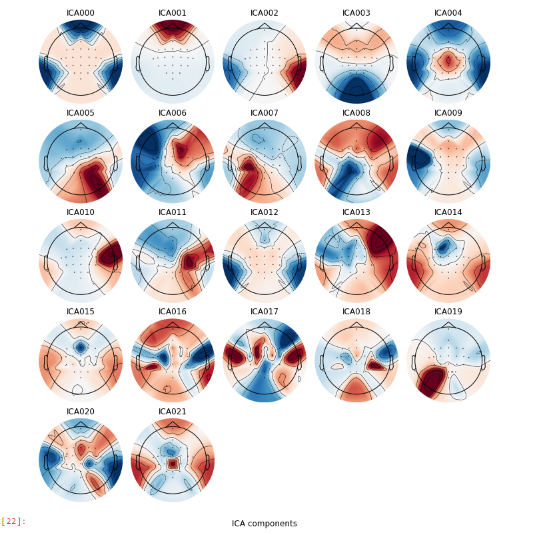 ICA000 ICA001 ICA002 ICA003 ICA004
ICA005 ICA006 ICA007 ICA008 ICA009
ICA010 ICA011 ICA012 ICA013 ICA014
ICA015 ICA016 ICA017 ICA018 ICA019
ICA020 ICA021
[22]:
ICA components